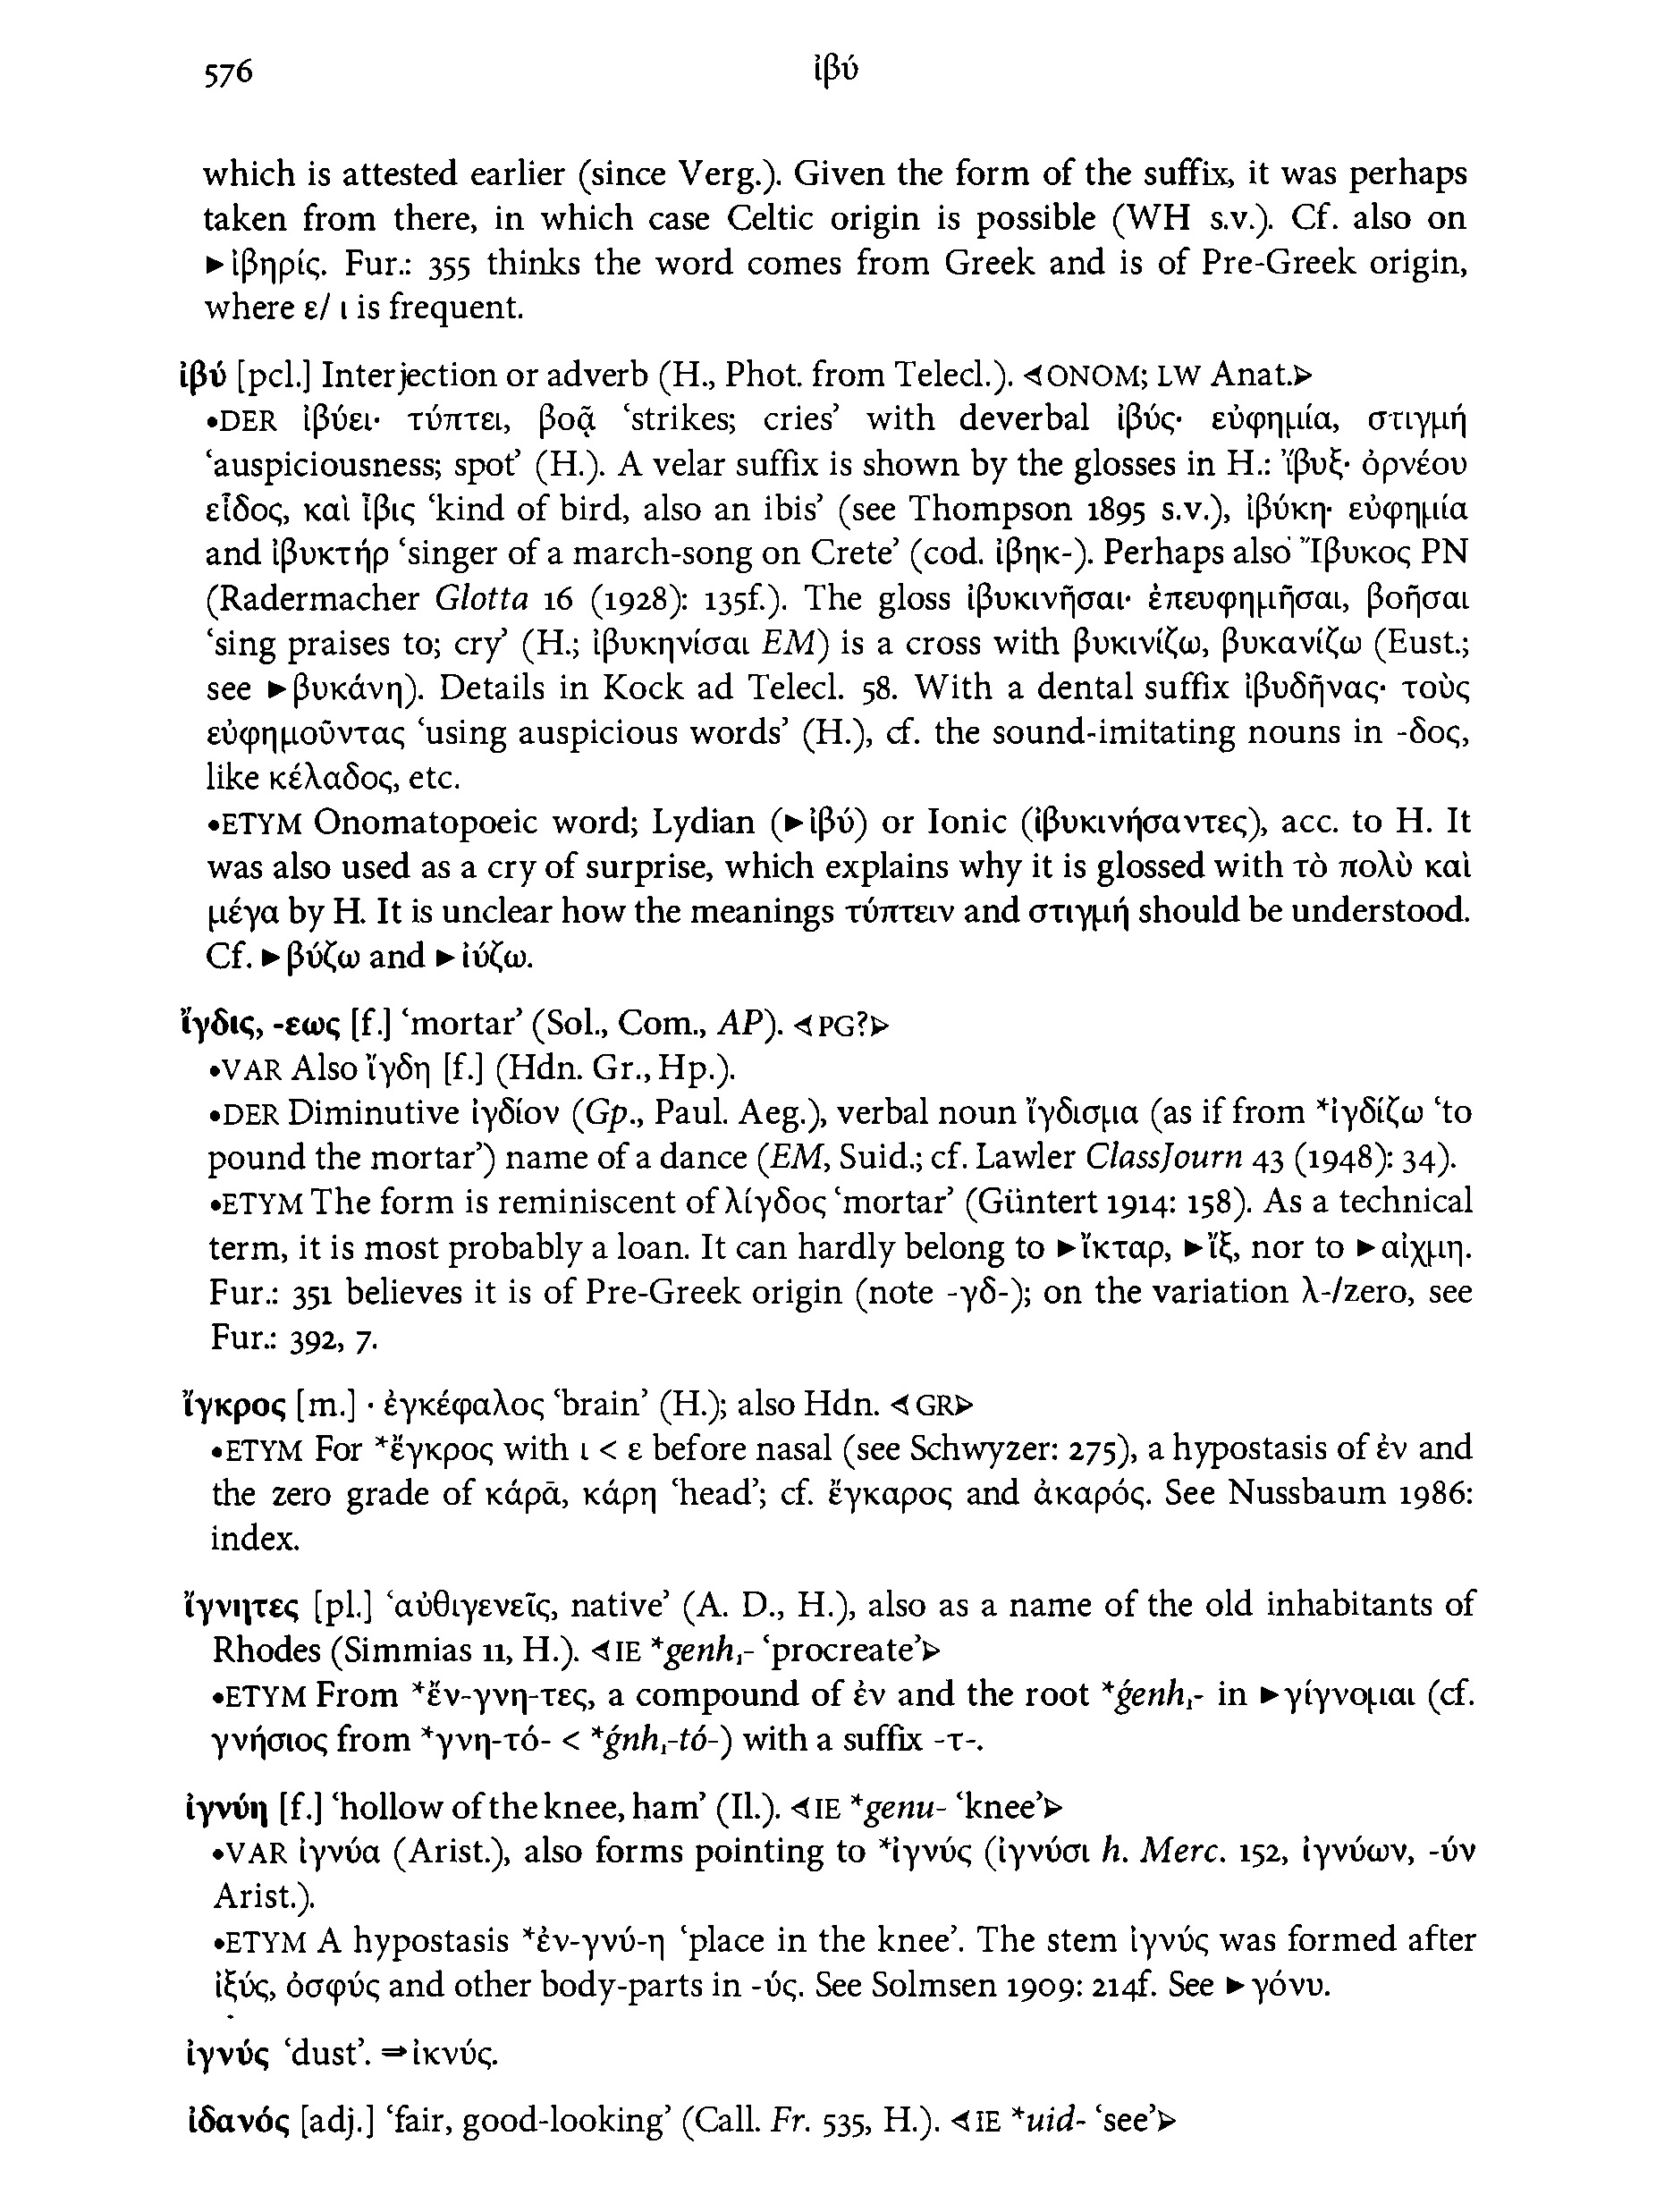 576 ἰβύ
which is attested earlier (since Verg.). Given the form of the suffix, it was perhaps
taken from there, in which case Celtic origin is possible (WH s.v.). Cf. also on
►ἰβηρίς. Fur.: 355 thinks the word comes from Greek and is of Pre-Greek origin,
where ε/ ι is frequent.
ἰβύ [pcl.] Interjection or adverb (H., Phot. from Telecl.). ⊲ONOM; LW Anat.⊳
•DER ἰβύει· τύπτει, βοᾷ ‘strikes; cries’ with deverbal ἰβύς· εὐφημία, στιγμή
‘auspiciousness; spot’ (H.). A velar suffix is shown by the glosses in H.: ἴβυξ· ὀρνέου
εἶδος, καὶ ἶβις ‘kind of bird, also an ibis’ (see Thompson 1895 s.v.), ἰβύκη· εὐφημία
and ἰβυκτήρ ‘singer of a march-song on Crete’ (cod. ἰβηκ-). Perhaps also Ἴβυκος PN
(Radermacher Glotta 16 (1928): 135f.). The gloss ἰβυκινῆσαι· ἐπευφημῆσαι, βοῆσαι
‘sing praises to; cry’ (H.; ἰβυκηνίσαι EM) is a cross with βυκινίζω, βυκανίζω (Eust.;
see ►βυκάνη). Details in Kock ad Telecl. 58. With a dental suffix ἰβυδῆνας· τοὺς
εὐφημοῦντας ‘using auspicious words’ (H.), cf. the sound-imitating nouns in -δος,
like κέλαδος, etc.
•ETYM Onomatopoeic word; Lydian (►ἰβύ) or Ionic (ἰβυκινήσαντες), acc. to H. It
was also used as a cry of surprise, which explains why it is glossed with τὸ πολὺ καὶ
μέγα by H. It is unclear how the meanings τύπτειν and στιγμή should be understood.
Cf. ►βύζω and ►ἰύζω.
ἴγδις, -εως [f.] ‘mortar’ (Sol., Com., AP). ⊲PG?⊳
•VAR Also ἴγδη [f.] (Hdn. Gr., Hp.).
•DER Diminutive ἰγδίον (Gp., Paul. Aeg.), verbal noun ἴγδισμα (as if from *ἰγδίζω ‘to
pound the mortar’) name of a dance (EM, Suid.; cf. Lawler ClassJourn 43 (1948): 34).
•ETYM The form is reminiscent of λίγδος ‘mortar’ (Güntert 1914: 158). As a technical
term, it is most probably a loan. It can hardly belong to ►ἴκταρ, ►ἴξ, nor to ►αἰχμη.
Fur.: 351 believes it is of Pre-Greek origin (note -γδ-); on the variation λ-/zero, see
Fur.: 392, 7.
ἴγκρος [m.] · ἐγκέφαλος ‘brain’ (H.); also Hdn. ⊲GR⊳
•ETYM For *ἔγκρος with ι < ε before nasal (see Schwyzer: 275), a hypostasis of ἐν and
the zero grade of κάρᾱ, κάρη ‘head’; cf. ἔγκαρος and ἀκαρός. See Nussbaum 1986:
index.
ἴγνητες [pl.] ‘αὐθιγενεῖς, native’ (A. D., H.), also as a name of the old inhabitants of
Rhodes (Simmias 11, H.). ⊲IE *genh₁- ‘procreate’⊳
•ETYM From *ἔν-γνη-τες, a compound of ἐν and the root *ǵenh₁- in ►γίγνομαι (cf.
γνήσιος from *γνη-τό- < *ǵnh₁-tó-) with a suffix -τ-.
ἰγνύη [f.] ‘hollow of the knee, ham’ (Il.). ⊲IE *genu- ‘knee’⊳
•VAR ἰγνύα (Arist.), also forms pointing to *ἰγνύς (ἰγνύσι h. Merc. 152, ἰγνύων, -ύν
Arist.).
•ETYM A hypostasis *ἐν-γνύ-η ‘place in the knee’. The stem ἰγνύς was formed after
ἰξύς, ὀσφύς and other body-parts in -ύς. See Solmsen 1909: 214f. See ►γόνυ.
ἰγνύς ‘dust’. ⇒ἰκνύς.
ἰδανός [adj.] ‘fair, good-looking’ (Call. Fr. 535, H.). ⊲IE *uid- ‘see’⊳